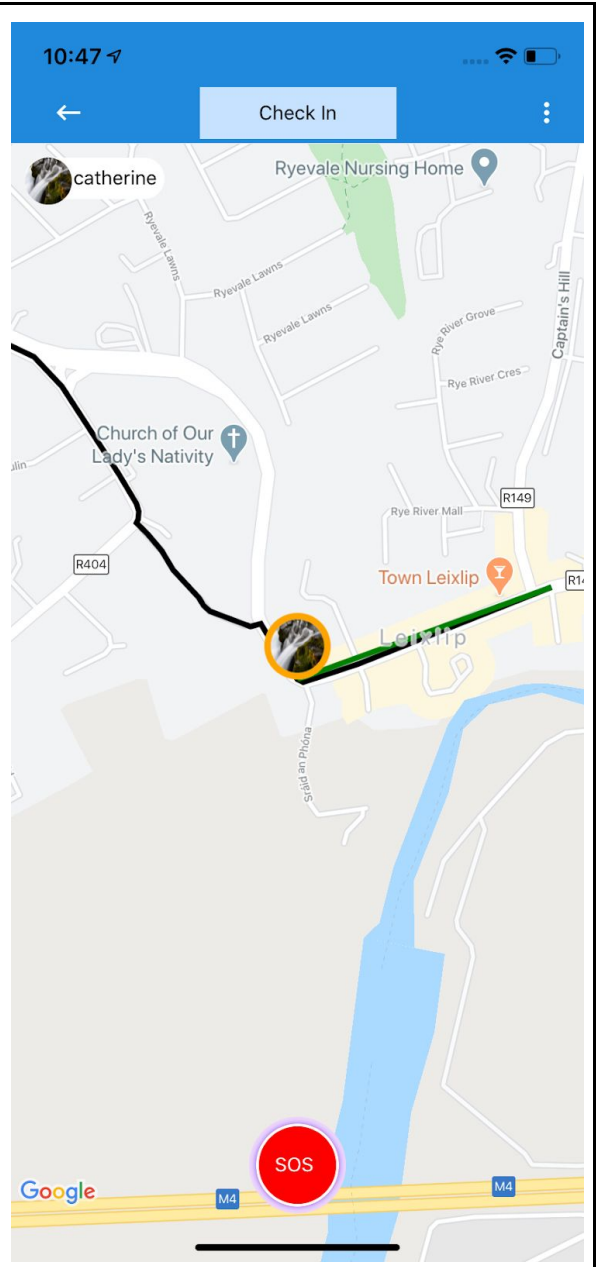 10:47
Check In
catherine
Ryevale Nursing Home
Ryevale Lawns
Ryevale Lawns
Ryevale Lawns
Captain's Hill
Rye River Grove
Rye River Cres
Church of Our
Lady's Nativity
ulin
R149
Rye River Mall
R404
Town Leixlip
R14
Leixlip
Sráid an Phóna
SOS
Google
M4
M4